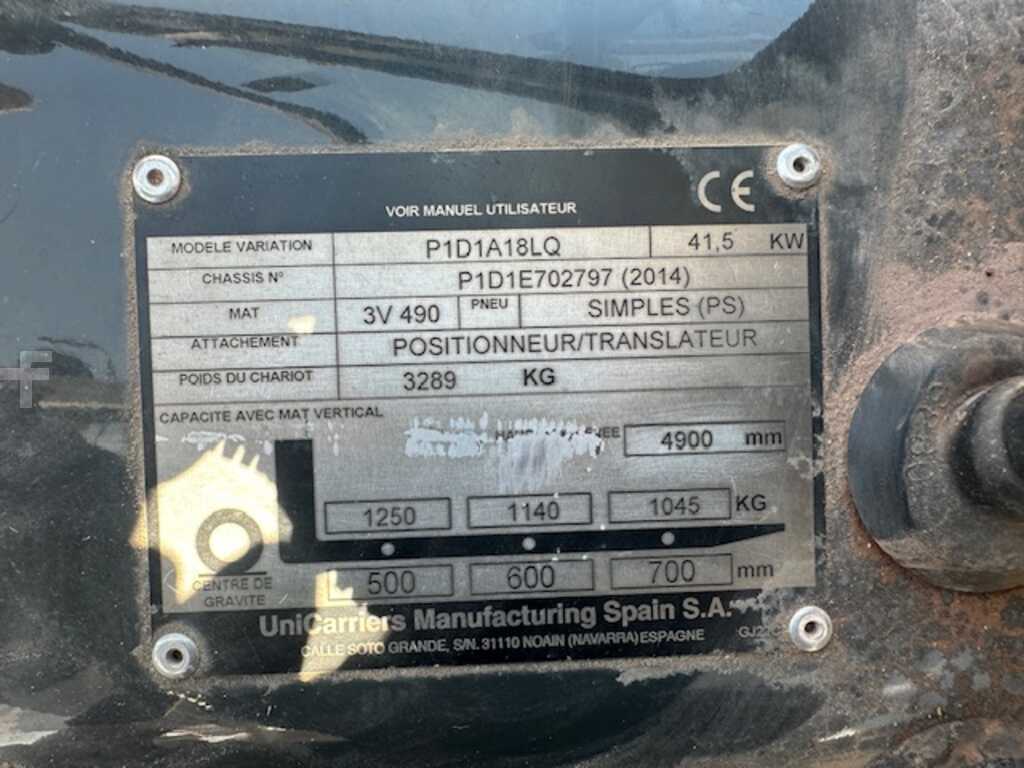 CE
VOIR MANUEL UTILISATEUR
MODELE VARIATION P1D1A18LQ 41,5 KW
CHASSIS Nº P1D1E702797 (2014)
MAT 3V 490 PNEU SIMPLES (PS)
ATTACHEMENT POSITIONNEUR/TRANSLATEUR
POIDS DU CHARIOT 3289 KG
CAPACITE AVEC MAT VERTICAL
4900 mm
1250 1140 1045 KG
500 600 700 mm
CENTRE DE
GRAVITE
UniCarriers Manufacturing Spain S.A.
CALLE SOTO GRANDE, S/N. 31110 NOAIN (NAVARRA) ESPAGNE